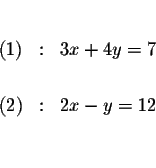 (1) : 3x + 4y = 7
(2) : 2x − y = 12